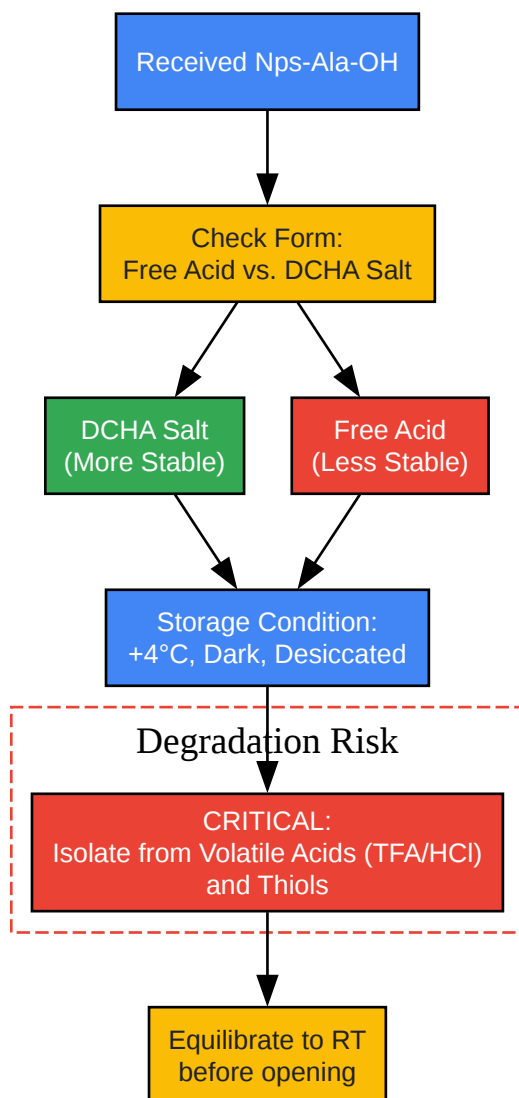 Received Nps-Ala-OH
Check Form:
Free Acid vs. DCHA Salt
DCHA Salt
(More Stable)
Free Acid
(Less Stable)
Storage Condition:
+4°C, Dark, Desiccated
Degradation Risk
CRITICAL:
Isolate from Volatile Acids (TFA/HCl)
and Thiols
Equilibrate to RT
before opening